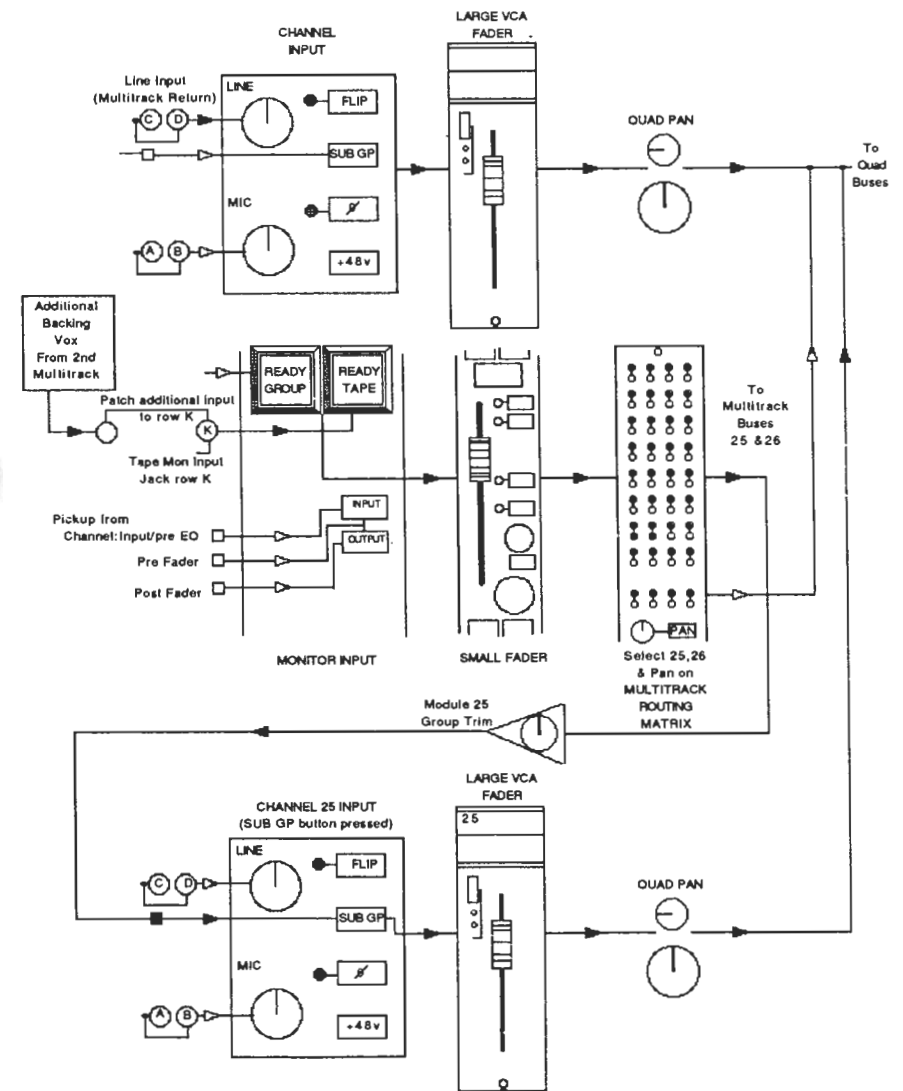 LARGE VCA
FADER
CHANNEL
INPUT
Line Input
(Multitrack Return)
LINE
FLIP
C
D
SUB GP
MIC
ø
A
B
+48v
QUAD PAN
To
Quad
Buses
Additional
Backing
Vox
From 2nd
Multitrack
READY
GROUP
READY
TAPE
Patch additional input
to row K
K
Tape Mon Input
Jack row K
To
Multitrack
Buses
25 & 26
INPUT
OUTPUT
Pickup from
Channel:Input/pre EQ
Pre Fader
Post Fader
MONITOR INPUT
SMALL FADER
PAN
Select 25,26
& Pan on
MULTITRACK
ROUTING
MATRIX
Module 25
Group Trim
LARGE VCA
FADER
CHANNEL 25 INPUT
(SUB GP button pressed)
25
LINE
FLIP
C
D
SUB GP
MIC
ø
A
B
+48v
QUAD PAN